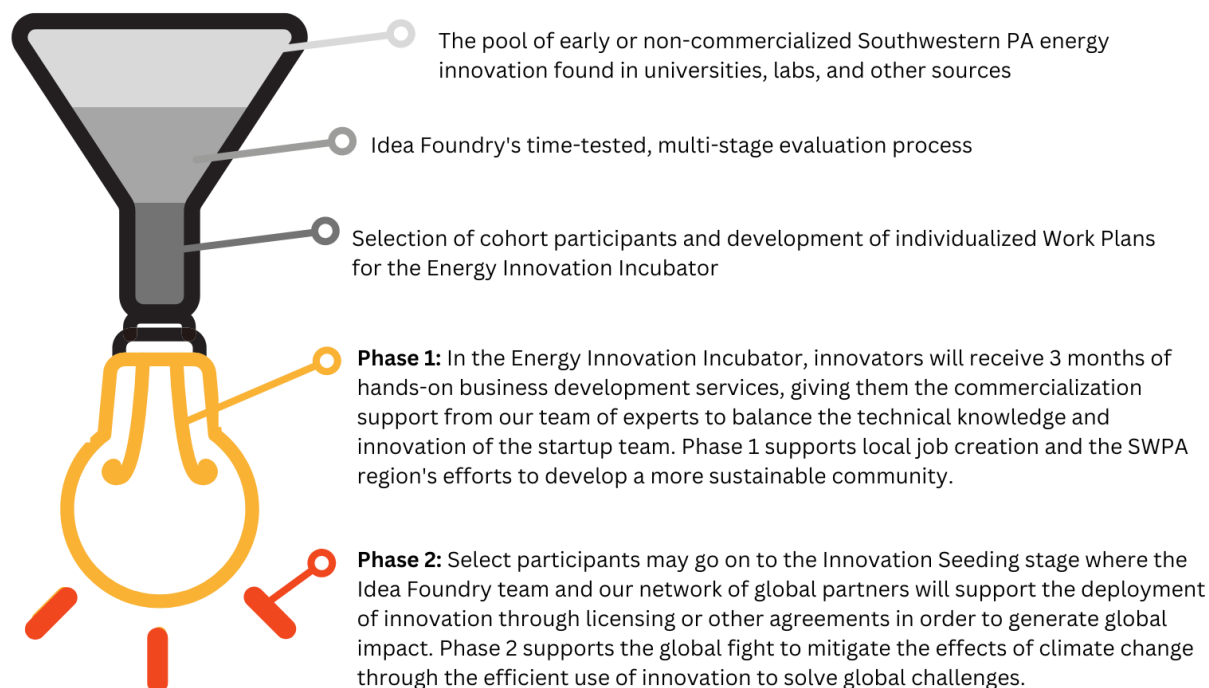 The pool of early or non-commercialized Southwestern PA energy
innovation found in universities, labs, and other sources
Idea Foundry's time-tested, multi-stage evaluation process
Selection of cohort participants and development of individualized Work Plans
for the Energy Innovation Incubator
Phase 1: In the Energy Innovation Incubator, innovators will receive 3 months of
hands-on business development services, giving them the commercialization
support from our team of experts to balance the technical knowledge and
innovation of the startup team. Phase 1 supports local job creation and the SWPA
region's efforts to develop a more sustainable community.
Phase 2: Select participants may go on to the Innovation Seeding stage where the
Idea Foundry team and our network of global partners will support the deployment
of innovation through licensing or other agreements in order to generate global
impact. Phase 2 supports the global fight to mitigate the effects of climate change
through the efficient use of innovation to solve global challenges.